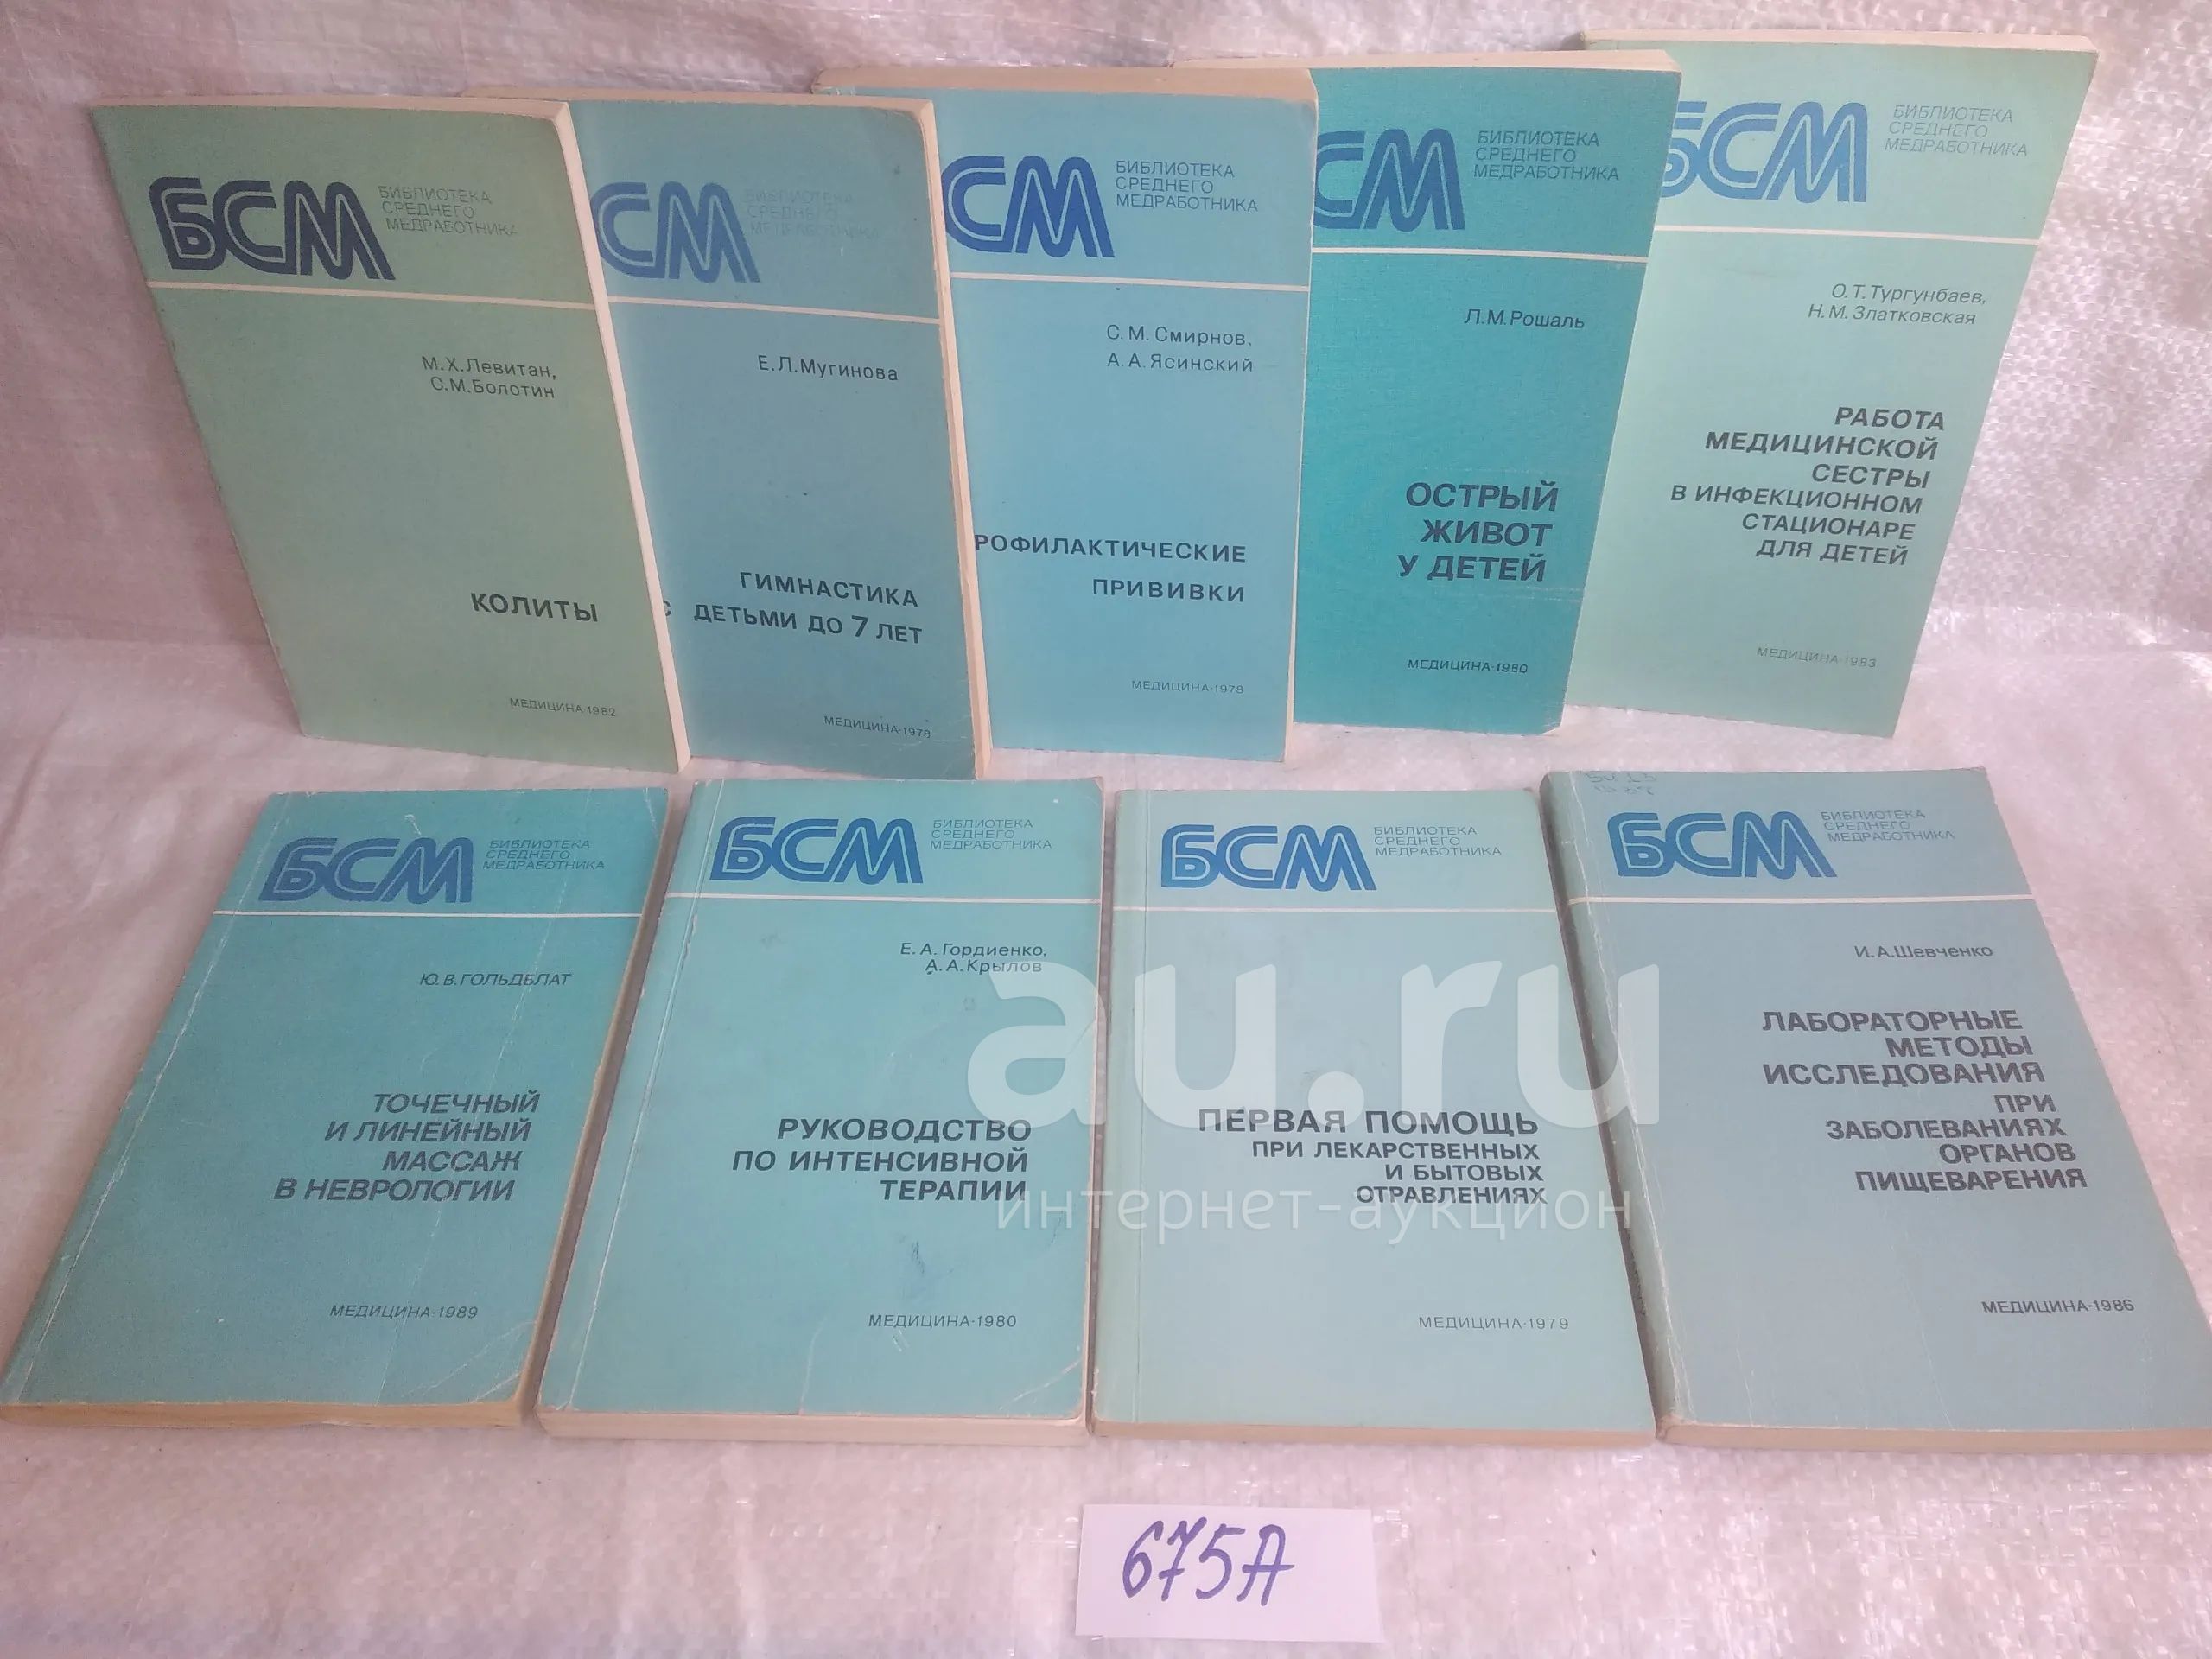 БСМ
БИБЛИОТЕКА
СРЕДНЕГО
МЕДРАБОТНИКА
М.Х.Левитан,
С.М.Болотин
КОЛИТЫ
МЕДИЦИНА·1982
СМ
БИБЛИОТЕКА
СРЕДНЕГО
МЕДРАБОТНИКА
Е.Л.Мугинова
ГИМНАСТИКА
С ДЕТЬМИ ДО 7 ЛЕТ
МЕДИЦИНА·1978
СМ
БИБЛИОТЕКА
СРЕДНЕГО
МЕДРАБОТНИКА
С.М.Смирнов,
А.А.Ясинский
РОФИЛАКТИЧЕСКИЕ
ПРИВИВКИ
МЕДИЦИНА·1978
СМ
БИБЛИОТЕКА
СРЕДНЕГО
МЕДРАБОТНИКА
Л.М.Рошаль
ОСТРЫЙ
ЖИВОТ
У ДЕТЕЙ
МЕДИЦИНА·1980
БСМ
БИБЛИОТЕКА
СРЕДНЕГО
МЕДРАБОТНИКА
О.Т.Тургунбаев,
Н.М.Златковская
РАБОТА
МЕДИЦИНСКОЙ
СЕСТРЫ
В ИНФЕКЦИОННОМ
СТАЦИОНАРЕ
ДЛЯ ДЕТЕЙ
МЕДИЦИНА·1983
БСМ
БИБЛИОТЕКА
СРЕДНЕГО
МЕДРАБОТНИКА
Ю.В.ГОЛЬДБЛАТ
ТОЧЕЧНЫЙ
И ЛИНЕЙНЫЙ
МАССАЖ
В НЕВРОЛОГИИ
МЕДИЦИНА·1989
БСМ
БИБЛИОТЕКА
СРЕДНЕГО
МЕДРАБОТНИКА
Е.А.Гордиенко,
А.А.Крылов
РУКОВОДСТВО
ПО ИНТЕНСИВНОЙ
ТЕРАПИИ
МЕДИЦИНА·1980
БСМ
БИБЛИОТЕКА
СРЕДНЕГО
МЕДРАБОТНИКА
ПЕРВАЯ ПОМОЩЬ
ПРИ ЛЕКАРСТВЕННЫХ
И БЫТОВЫХ
ОТРАВЛЕНИЯХ
МЕДИЦИНА·1979
БСМ
БИБЛИОТЕКА
СРЕДНЕГО
МЕДРАБОТНИКА
И.А.Шевченко
ЛАБОРАТОРНЫЕ
МЕТОДЫ
ИССЛЕДОВАНИЯ
ПРИ
ЗАБОЛЕВАНИЯХ
ОРГАНОВ
ПИЩЕВАРЕНИЯ
МЕДИЦИНА·1986
au.ru
интернет-аукцион
675А